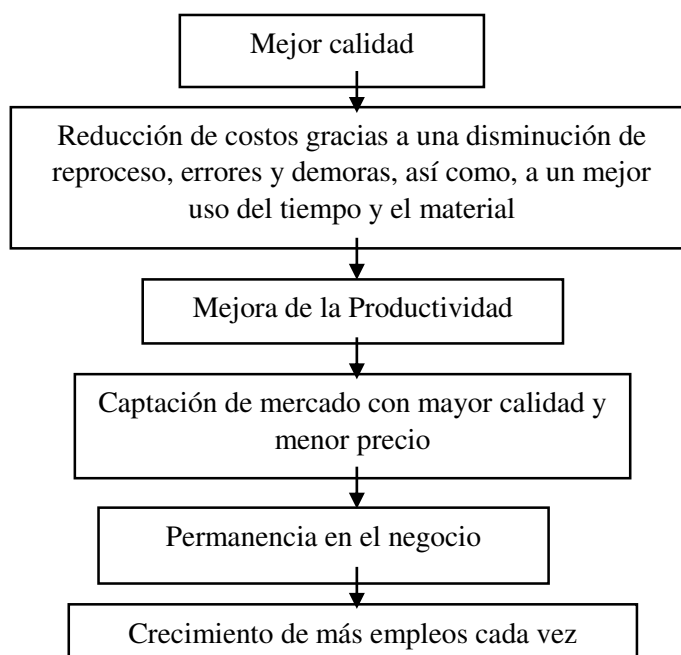 Mejor calidad
Reducción de costos gracias a una disminución de
reproceso, errores y demoras, así como, a un mejor
uso del tiempo y el material
Mejora de la Productividad
Captación de mercado con mayor calidad y
menor precio
Permanencia en el negocio
Crecimiento de más empleos cada vez